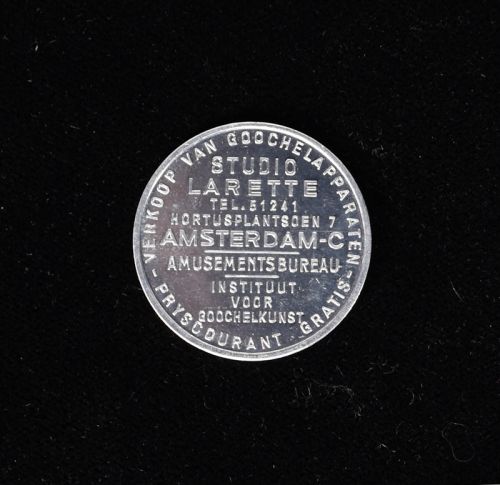 VERKOOP VAN GOOCHELAPPARATEN
STUDIO
LARETTE
TEL. 51241
HORTUSPLANTSOEN 7
AMSTERDAM-C
AMUSEMENTSBUREAU
INSTITUUT
VOOR
GOOCHELKUNST
- PRYSCOURANT GRATIS -